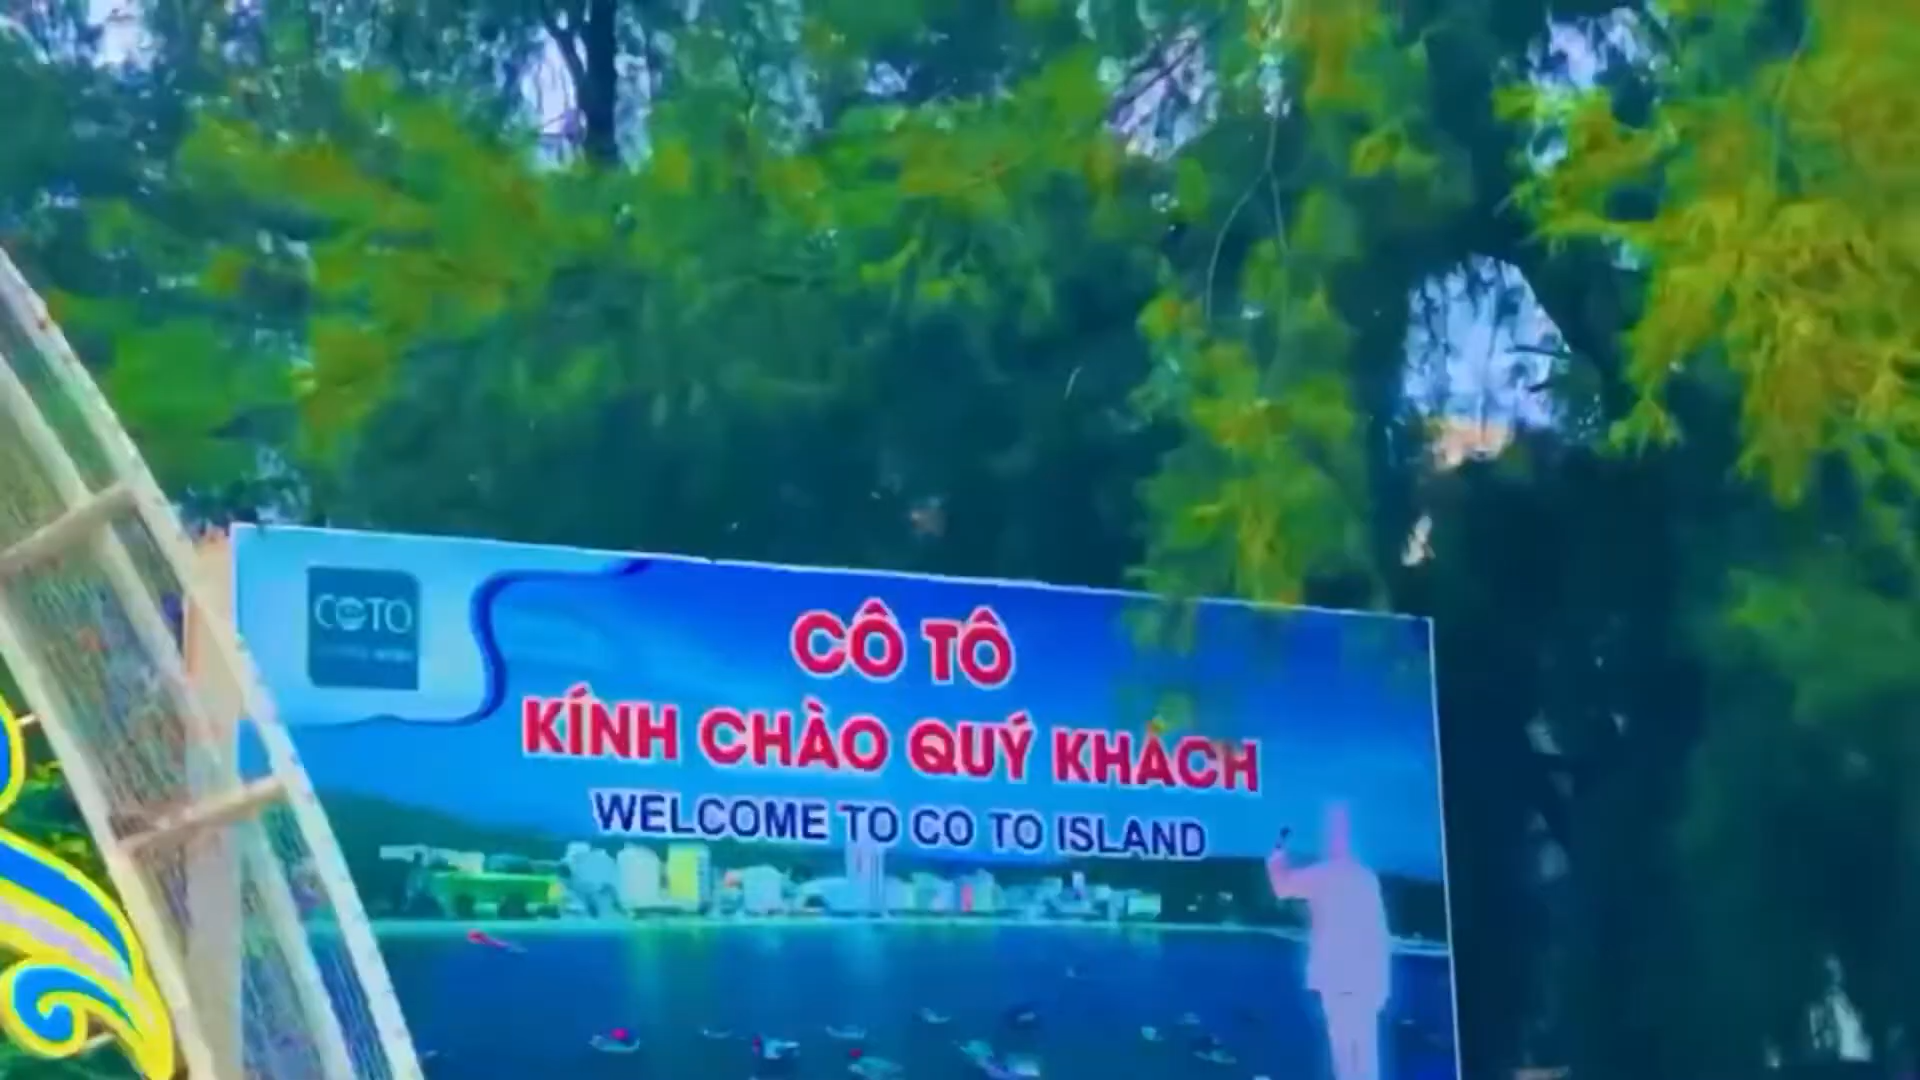 COTO
CÔ TÔ
KÍNH CHÀO QUÝ KHÁCH
WELCOME TO CO TO ISLAND